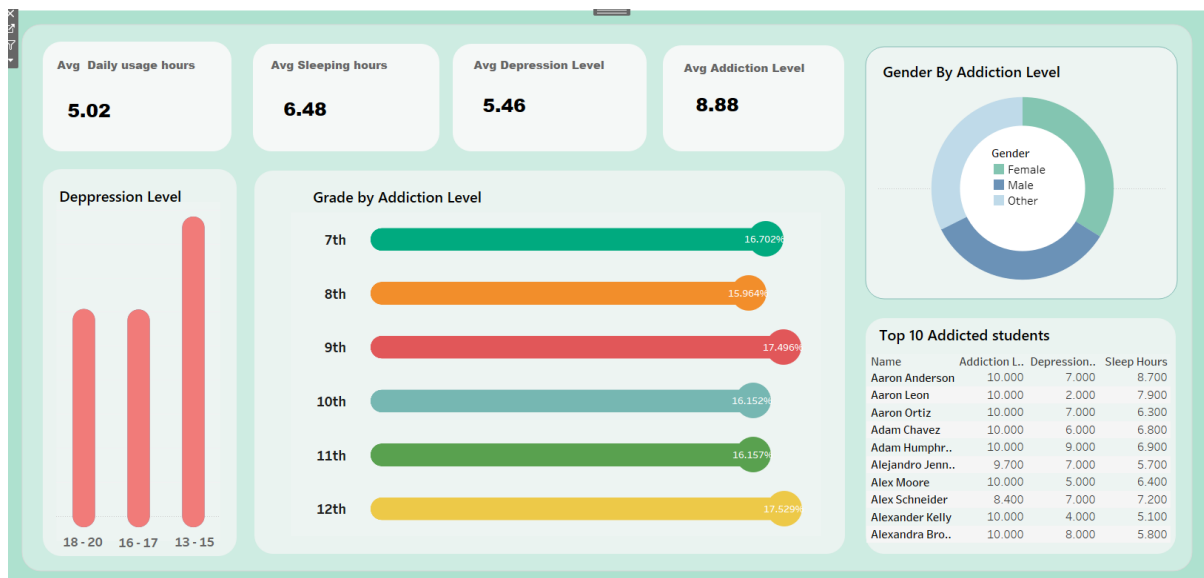 Avg Daily usage hours
5.02
Avg Sleeping hours
6.48
Avg Depression Level
5.46
Avg Addiction Level
8.88
Deppression Level
18 - 20 16 - 17 13 - 15
Grade by Addiction Level
7th 16.702%
8th 15.964%
9th 17.496%
10th 16.152%
11th 16.157%
12th 17.529%
Gender By Addiction Level
Gender
Female
Male
Other
Top 10 Addicted students
Name Addiction L.. Depression.. Sleep Hours
Aaron Anderson 10.000 7.000 8.700
Aaron Leon 10.000 2.000 7.900
Aaron Ortiz 10.000 7.000 6.300
Adam Chavez 10.000 6.000 6.800
Adam Humphr.. 10.000 9.000 6.900
Alejandro Jenn.. 9.700 7.000 5.700
Alex Moore 10.000 5.000 6.400
Alex Schneider 8.400 7.000 7.200
Alexander Kelly 10.000 4.000 5.100
Alexandra Bro.. 10.000 8.000 5.800